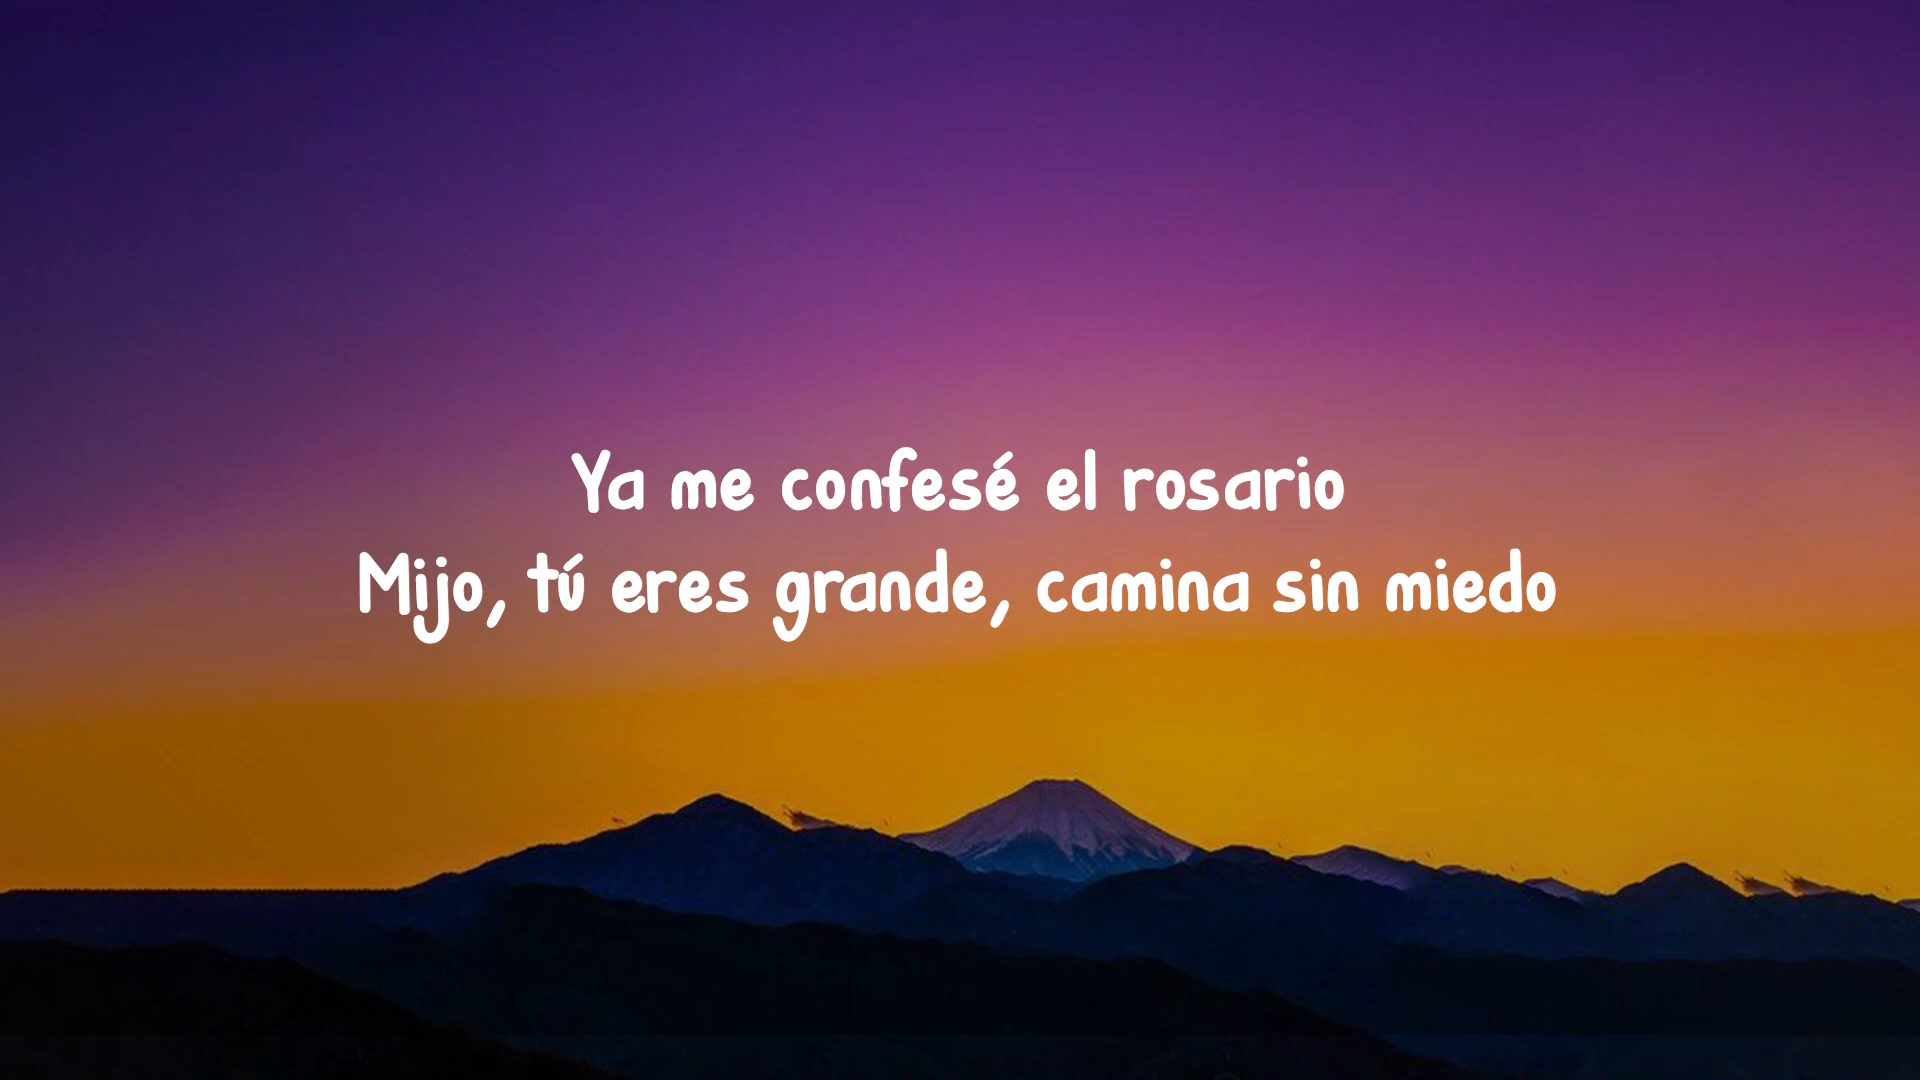 Ya me confesé el rosario
Mijo, tú eres grande, camina sin miedo